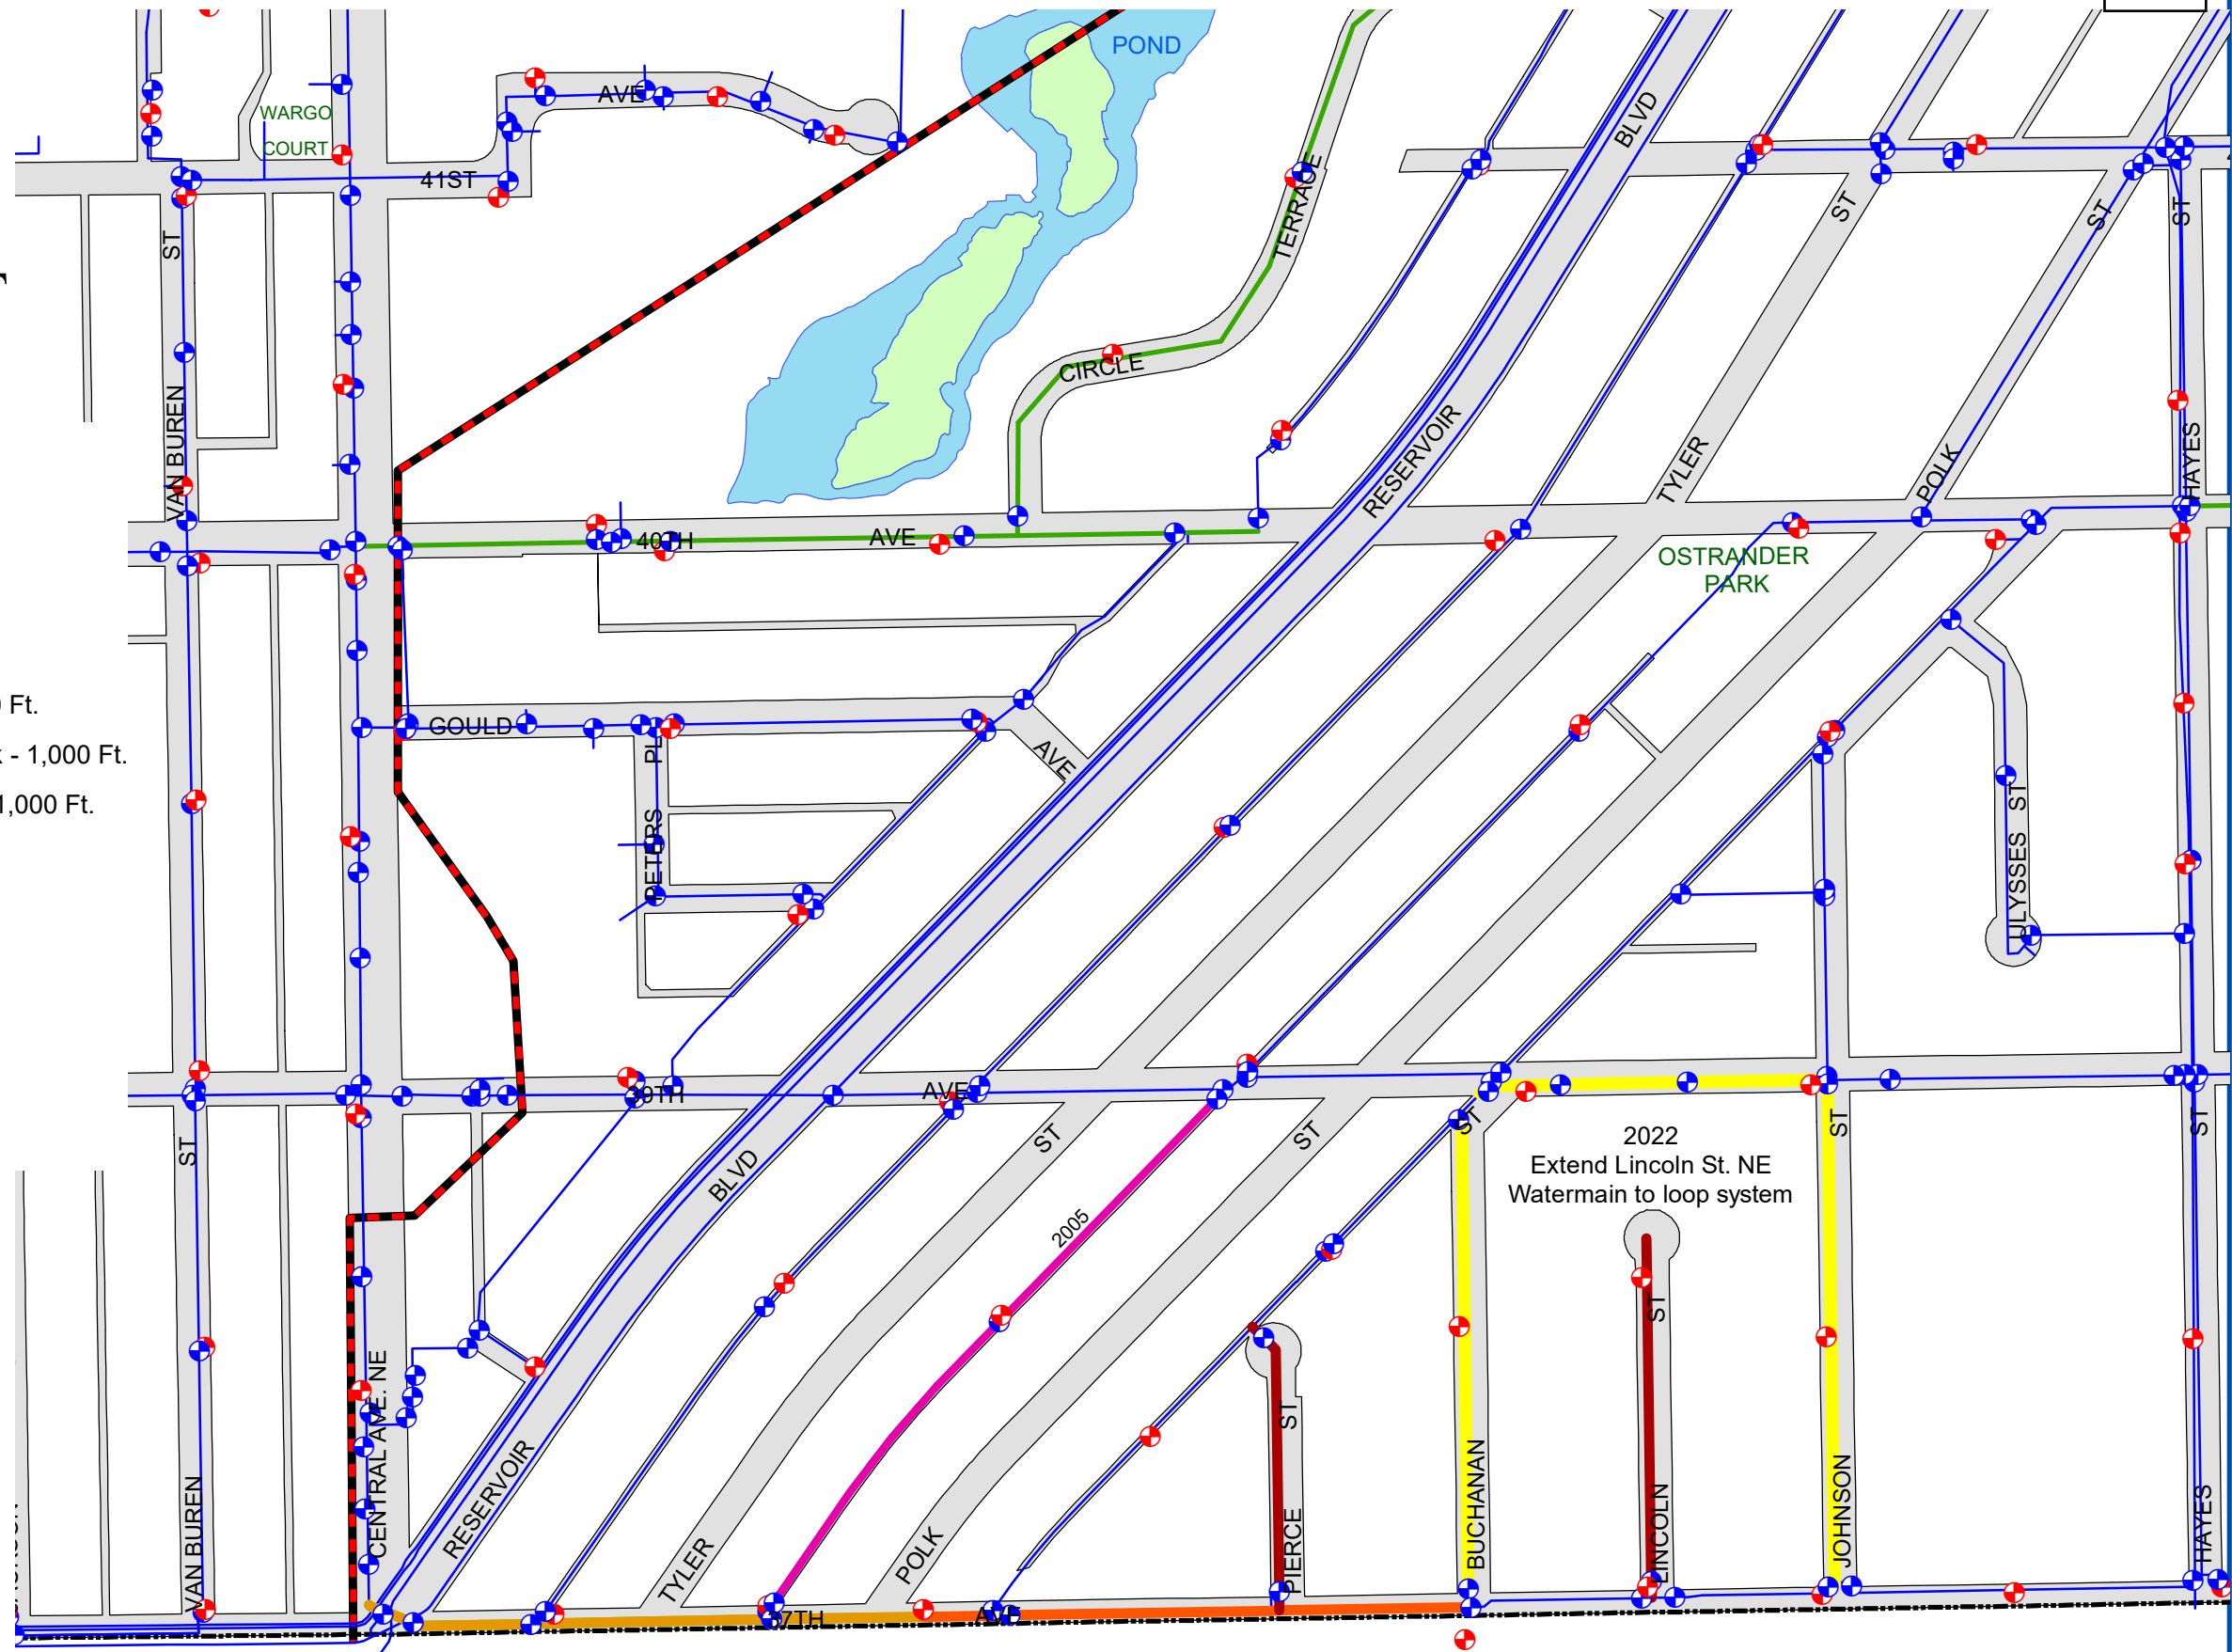 POND
WARGO
COURT
AVE
41ST
ST
BLVD
TERRACE
ST
ST
ST
CIRCLE
VAN BUREN
RESERVOIR
TYLER
POLK
HAYES
40TH
AVE
OSTRANDER
PARK
Ft.
- 1,000 Ft.
1,000 Ft.
GOULD
PL
AVE
PETERS
ULYSSES ST
39TH
AVE
ST
ST
BLVD
ST
ST
ST
ST
2022
Extend Lincoln St. NE
Watermain to loop system
2005
ST
ST
CENTRAL AVE. NE
RESERVOIR
VAN BUREN
TYLER
POLK
PIERCE
BUCHANAN
LINCOLN
JOHNSON
HAYES
37TH
AVE